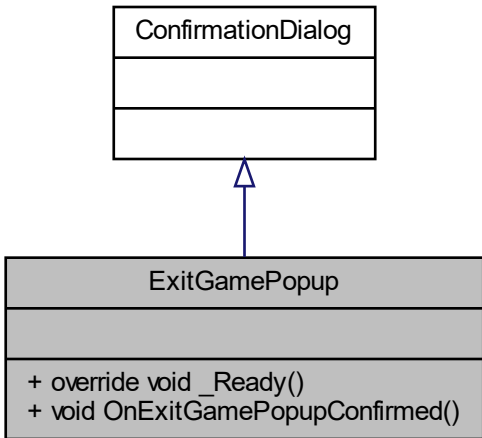 ConfirmationDialog
ExitGamePopup
+ override void _Ready()
+ void OnExitGamePopupConfirmed()